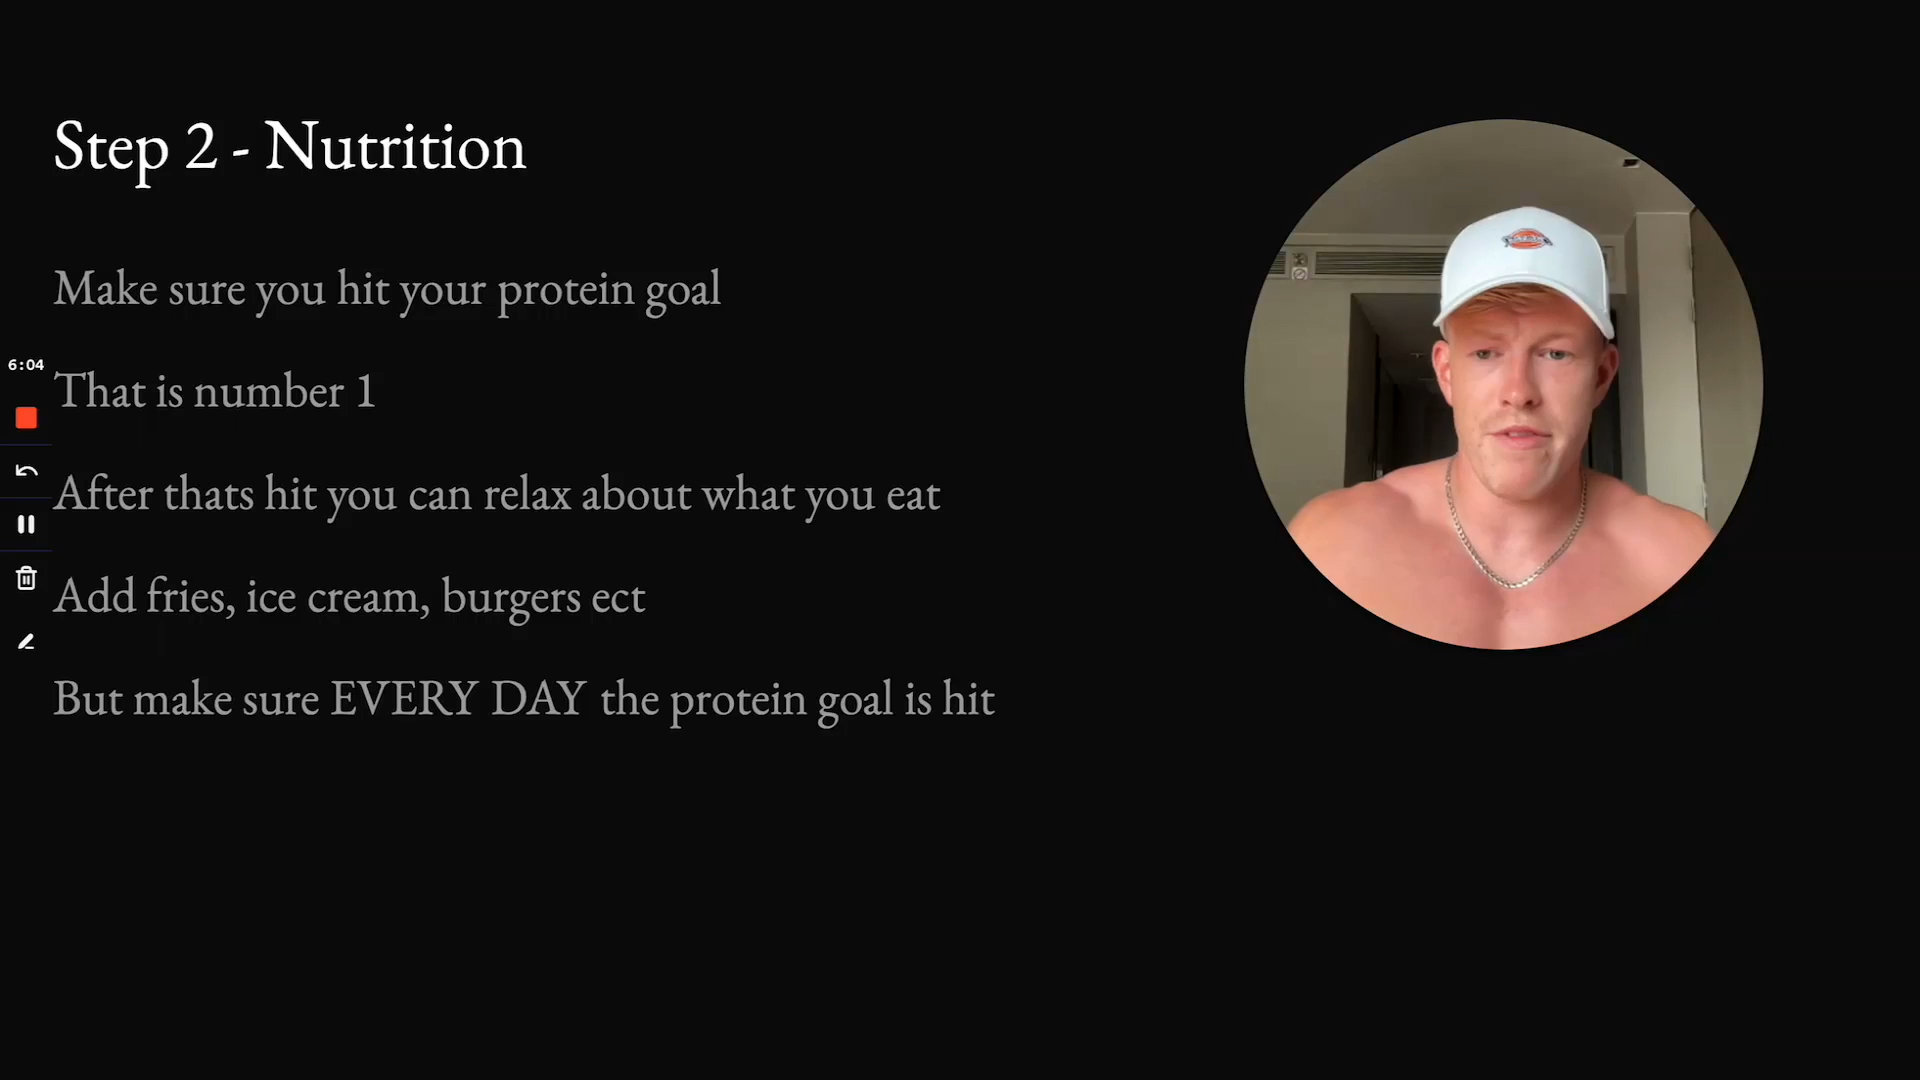 Step 2 - Nutrition
Make sure you hit your protein goal
6:04
That is number 1
After thats hit you can relax about what you eat
Add fries, ice cream, burgers ect
But make sure EVERY DAY the protein goal is hit